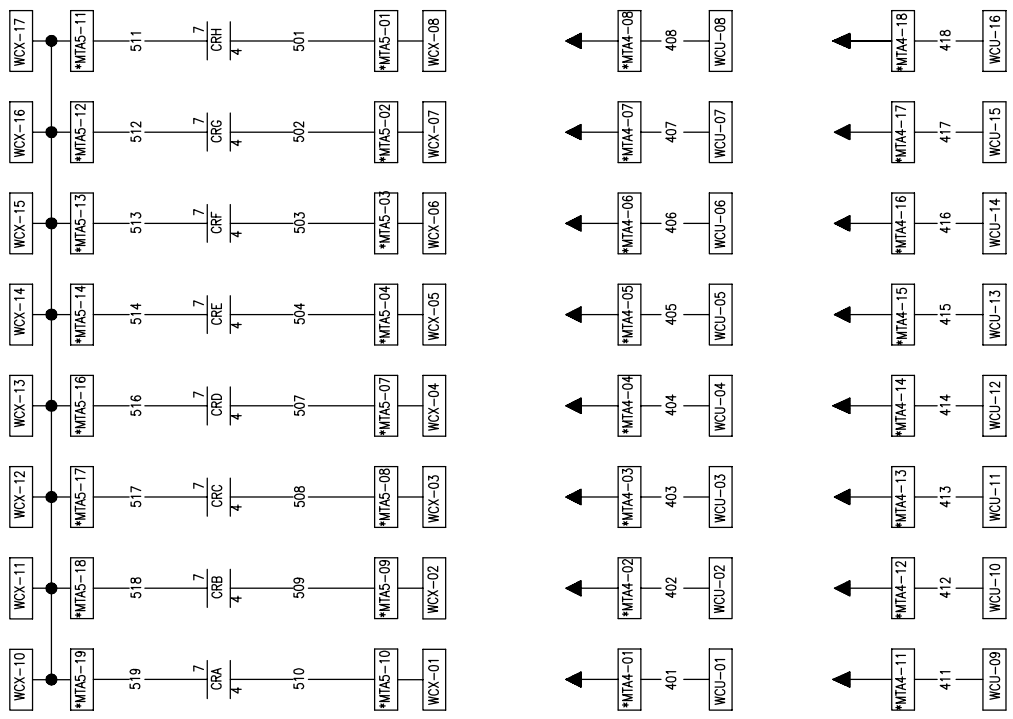 WCX-17
*MTA5-11
511
7
CRH
4
501
*MTA5-01
WCX-08
*MTA4-08
408
WCU-08
*MTA4-18
418
WCU-16
WCX-16
*MTA5-12
512
7
CRG
4
502
*MTA5-02
WCX-07
*MTA4-07
407
WCU-07
*MTA4-17
417
WCU-15
WCX-15
*MTA5-13
513
7
CRF
4
503
*MTA5-03
WCX-06
*MTA4-06
406
WCU-06
*MTA4-16
416
WCU-14
WCX-14
*MTA5-14
514
7
CRE
4
504
*MTA5-04
WCX-05
*MTA4-05
405
WCU-05
*MTA4-15
415
WCU-13
WCX-13
*MTA5-16
516
7
CRD
4
507
*MTA5-07
WCX-04
*MTA4-04
404
WCU-04
*MTA4-14
414
WCU-12
WCX-12
*MTA5-17
517
7
CRC
4
508
*MTA5-08
WCX-03
*MTA4-03
403
WCU-03
*MTA4-13
413
WCU-11
WCX-11
*MTA5-18
518
7
CRB
4
509
*MTA5-09
WCX-02
*MTA4-02
402
WCU-02
*MTA4-12
412
WCU-10
WCX-10
*MTA5-19
519
7
CRA
4
510
*MTA5-10
WCX-01
*MTA4-01
401
WCU-01
*MTA4-11
411
WCU-09